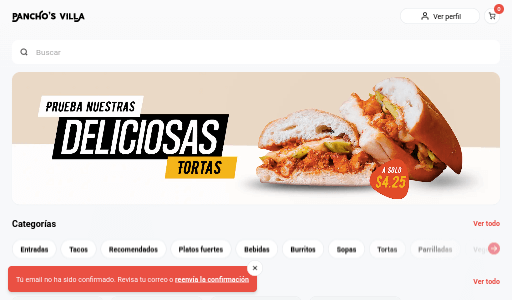 PANCHO'S VILLA
Ver perfil
0
Buscar
PRUEBA NUESTRAS
DELICIOSAS
TORTAS
A SOLO
$4.25
Categorías
Ver todo
Entradas
Tacos
Recomendados
Platos fuertes
Bebidas
Burritos
Sopas
Tortas
Parrilladas
Ver todo
Tu email no ha sido confirmado. Revisa tu correo o reenvía la confirmación